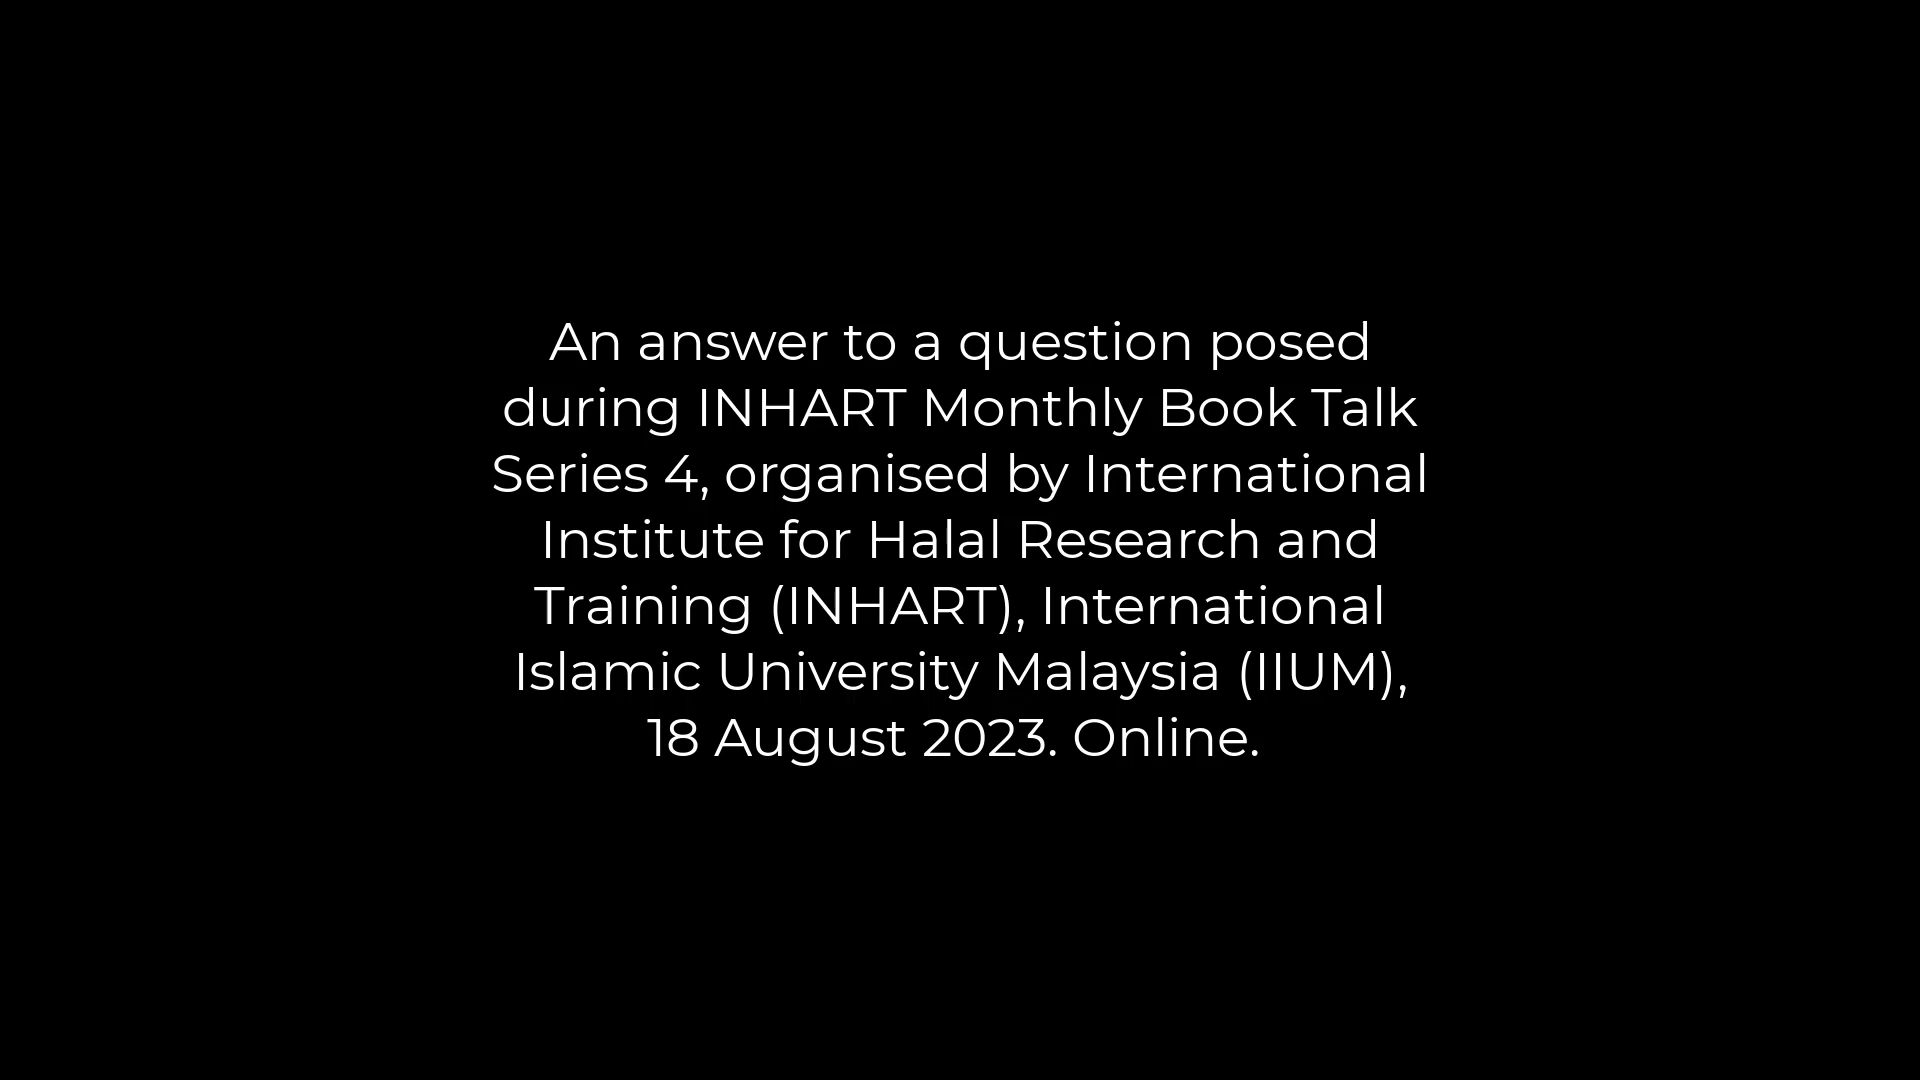 An answer to a question posed
during INHART Monthly Book Talk
Series 4, organised by International
Institute for Halal Research and
Training (INHART), International
Islamic University Malaysia (IIUM),
18 August 2023. Online.